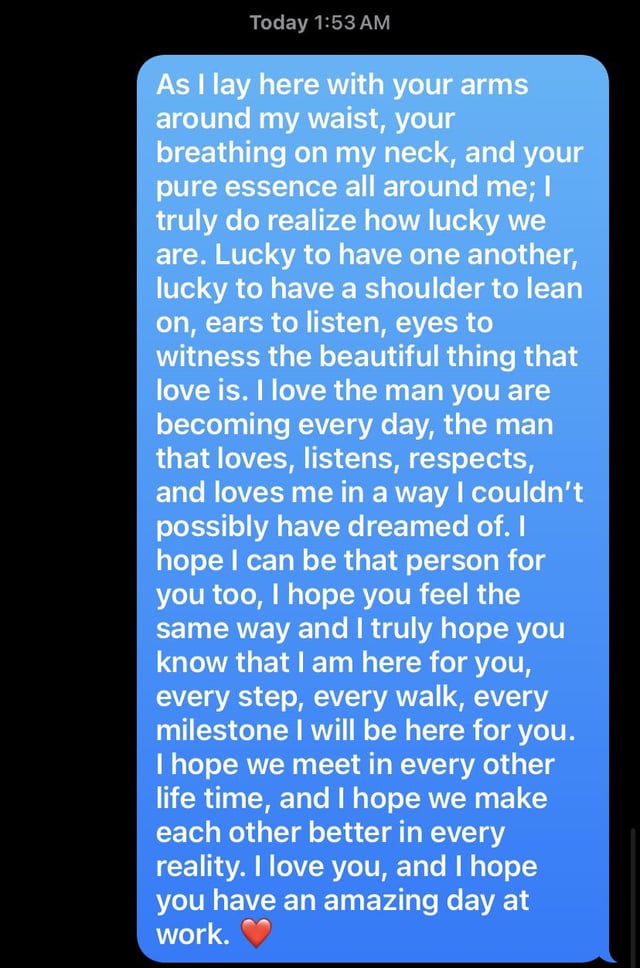 Today 1:53 AM
As I lay here with your arms
around my waist, your
breathing on my neck, and your
pure essence all around me; I
truly do realize how lucky we
are. Lucky to have one another,
lucky to have a shoulder to lean
on, ears to listen, eyes to
witness the beautiful thing that
love is. I love the man you are
becoming every day, the man
that loves, listens, respects,
and loves me in a way I couldn’t
possibly have dreamed of. I
hope I can be that person for
you too, I hope you feel the
same way and I truly hope you
know that I am here for you,
every step, every walk, every
milestone I will be here for you.
I hope we meet in every other
life time, and I hope we make
each other better in every
reality. I love you, and I hope
you have an amazing day at
work. ❤️